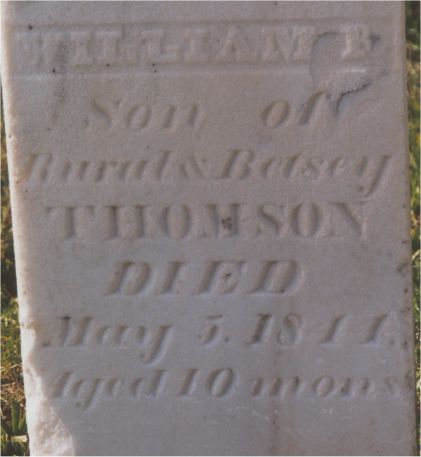 WILLIAM R
Son of
Rural & Betsey
THOMSON
DIED
May 5. 1844.
Aged 10 mons